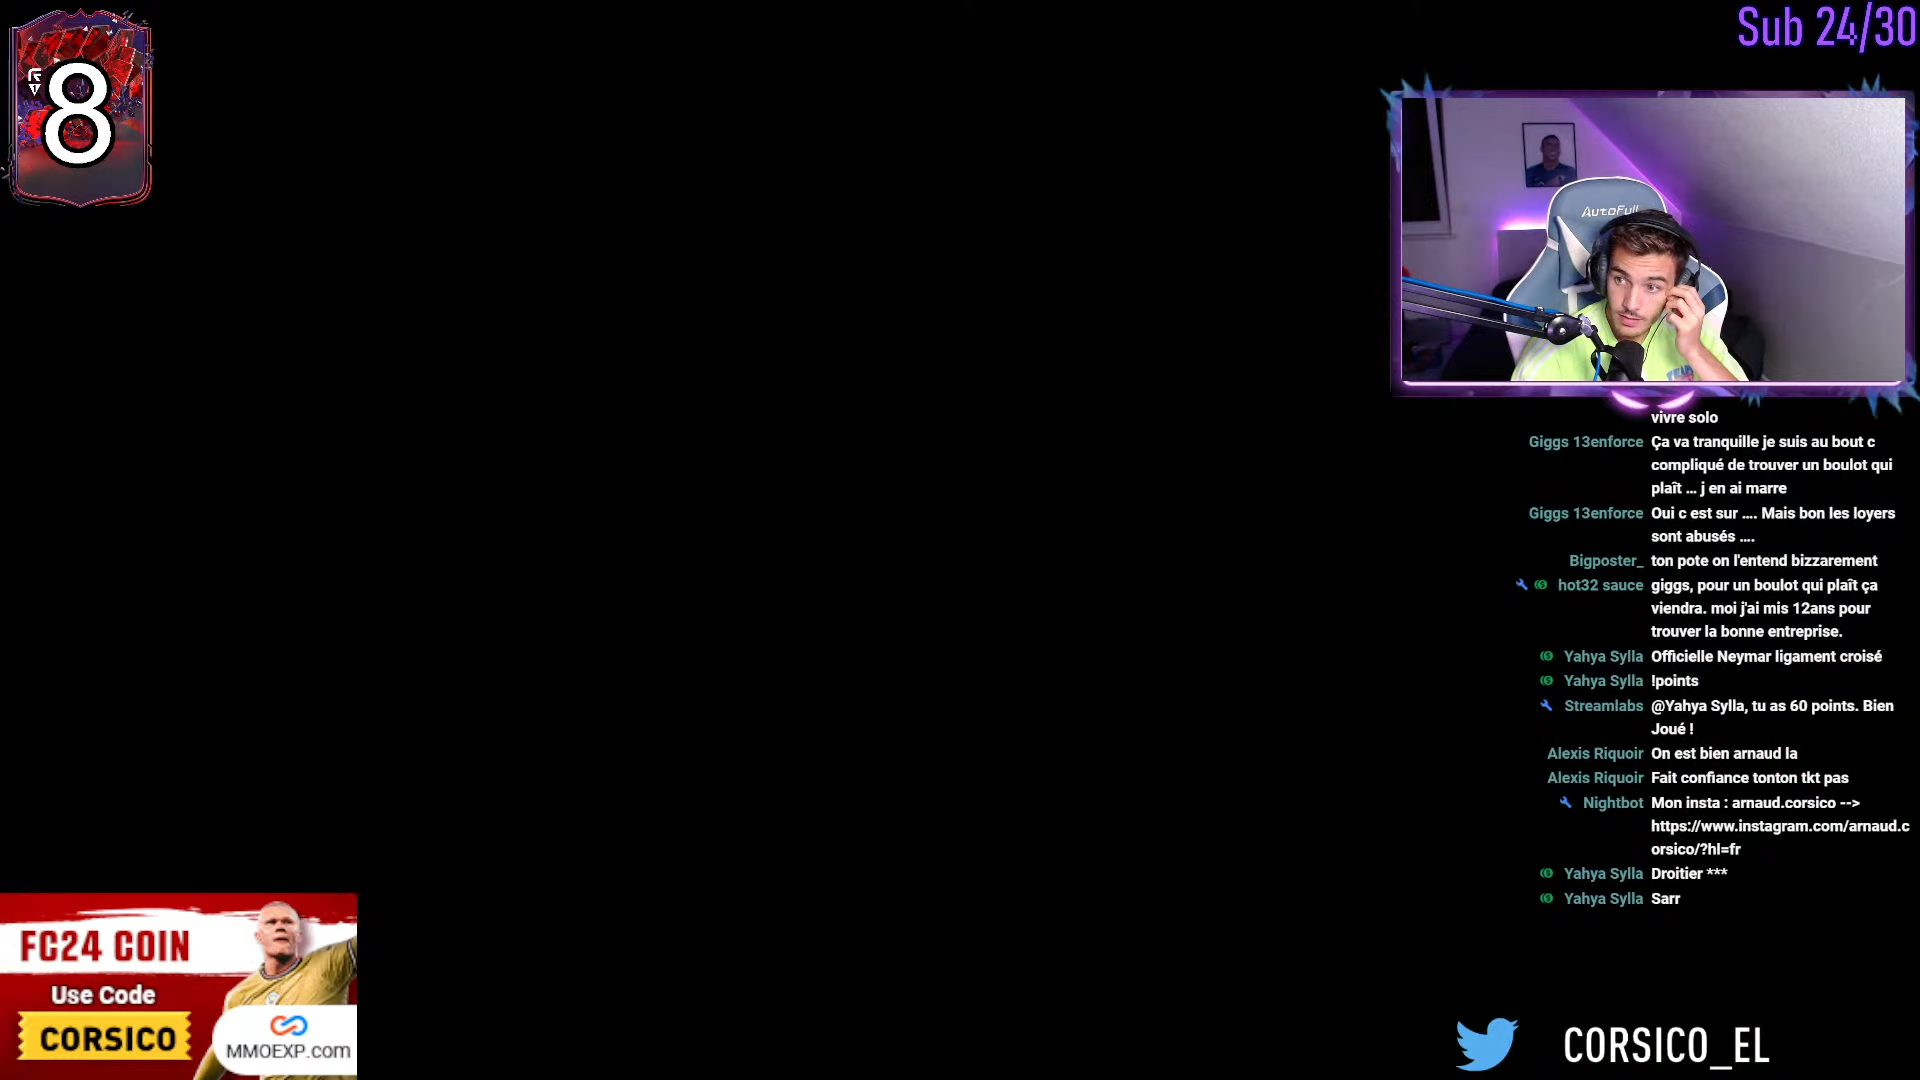 8
Sub 24/30
AutoFull
vivre solo
Giggs 13enforce Ça va tranquille je suis au bout c
compliqué de trouver un boulot qui
plaît ... j en ai marre
Giggs 13enforce Oui c est sur .... Mais bon les loyers
sont abusés ....
Bigposter_ ton pote on l'entend bizzarement
hot32 sauce giggs, pour un boulot qui plaît ça
viendra. moi j'ai mis 12ans pour
trouver la bonne entreprise.
Yahya Sylla Officielle Neymar ligament croisé
Yahya Sylla !points
Streamlabs @Yahya Sylla, tu as 60 points. Bien
Joué !
Alexis Riquoir On est bien arnaud la
Alexis Riquoir Fait confiance tonton tkt pas
Nightbot Mon insta : arnaud.corsico -->
https://www.instagram.com/arnaud.c
orsico/?hl=fr
Yahya Sylla Droitier ***
Yahya Sylla Sarr
FC24 COIN
Use Code
CORSICO
MMOEXP.com
CORSICO_EL